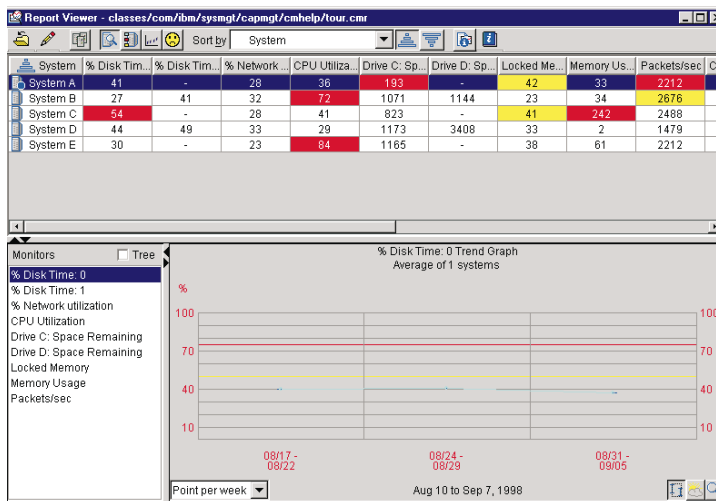 Report Viewer - classes/com/ibm/sysmgt/capmgt/cmhelp/tour.cmr
Sort by System
System % Disk Tim... % Disk Tim... % Network ... CPU Utiliza... Drive C: Sp... Drive D: Sp... Locked Me... Memory Us... Packets/sec C
System A 41 - 28 36 193 - 42 33 2212
System B 27 41 32 72 1071 1144 23 34 2676
System C 54 - 28 41 823 - 41 242 2488
System D 44 49 33 29 1173 3408 33 2 1479
System E 30 - 23 84 1165 - 38 61 2212
Monitors Tree
% Disk Time: 0
% Disk Time: 1
% Network utilization
CPU Utilization
Drive C: Space Remaining
Drive D: Space Remaining
Locked Memory
Memory Usage
Packets/sec
% Disk Time: 0 Trend Graph
Average of 1 systems
%
100 100
70 70
40 40
10 10
08/17 - 08/24 - 08/31 -
08/22 08/29 09/05
Point per week Aug 10 to Sep 7, 1998